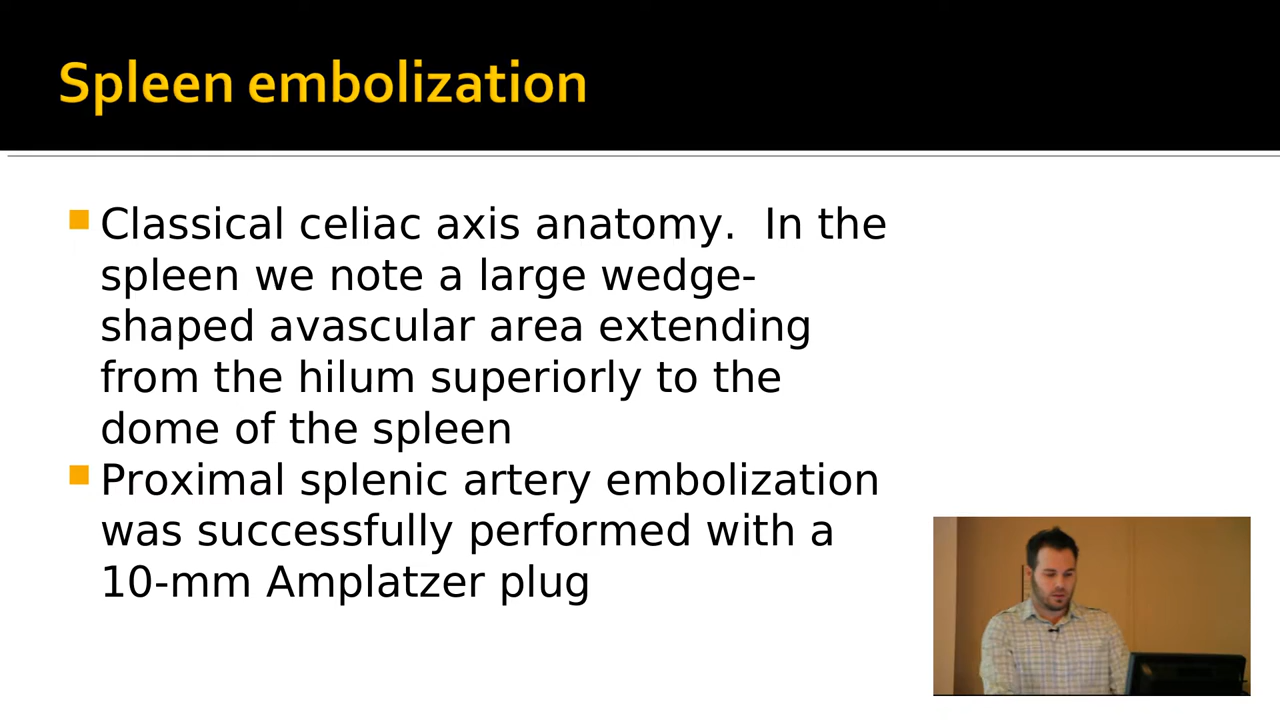 Spleen embolization
Classical celiac axis anatomy.  In the
spleen we note a large wedge-
shaped avascular area extending
from the hilum superiorly to the
dome of the spleen
Proximal splenic artery embolization
was successfully performed with a
10-mm Amplatzer plug